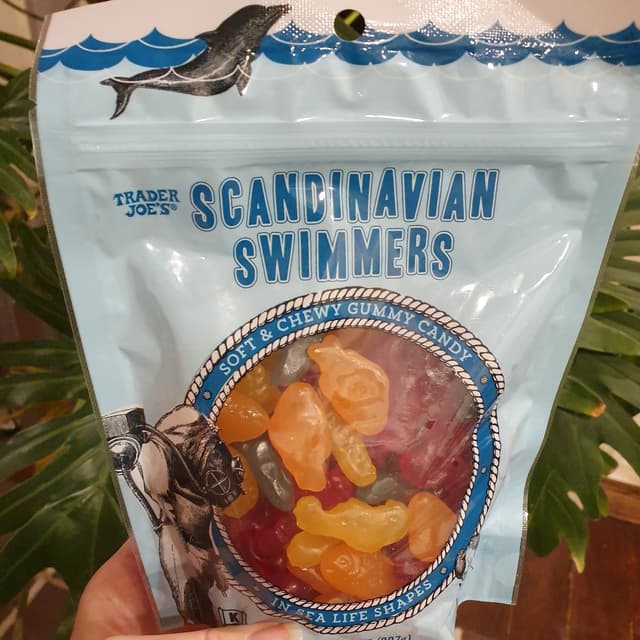 TRADER
JOE'S®
SCANDINAVIAN
SWIMMERS
SOFT & CHEWY GUMMY CANDY
IN SEA LIFE SHAPES
K